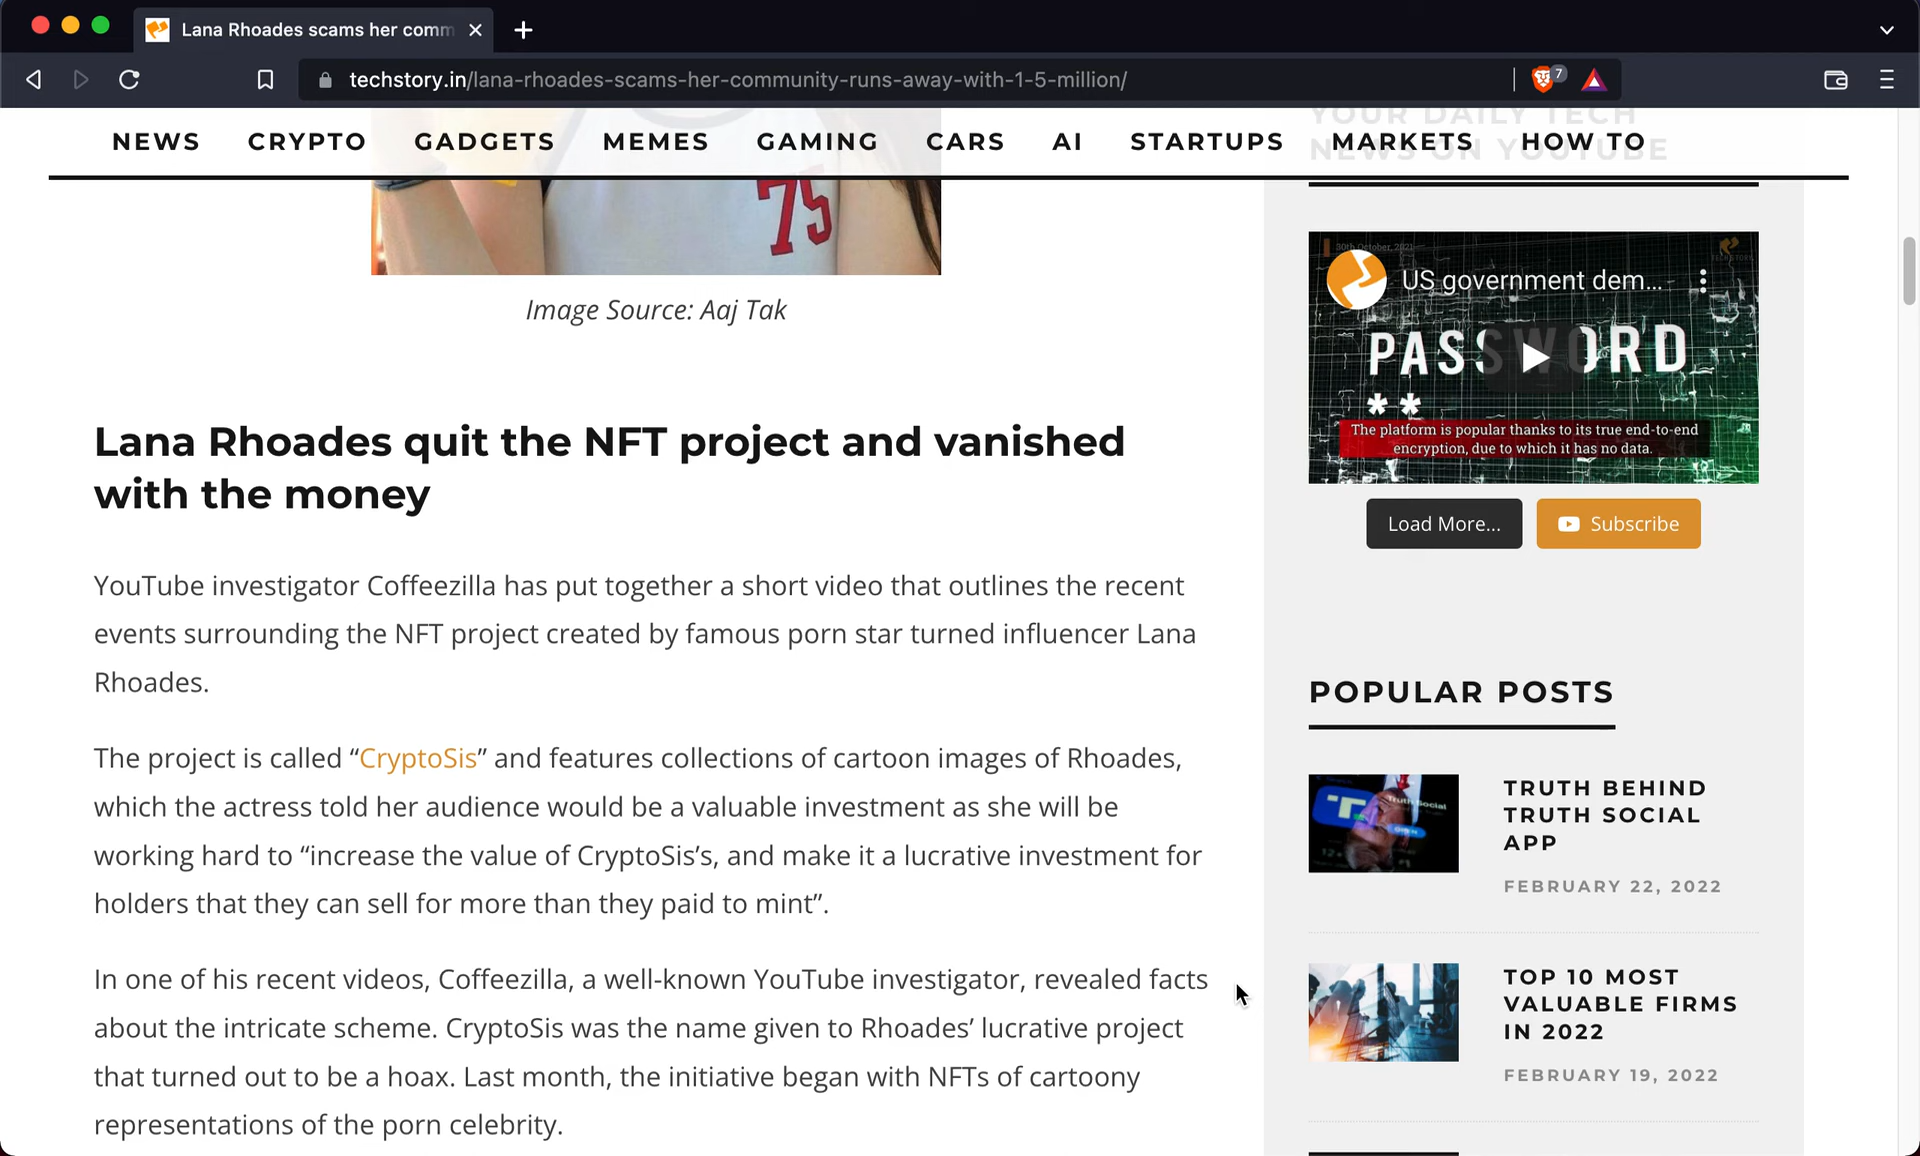 Lana Rhoades scams her comm
7
techstory.in/lana-rhoades-scams-her-community-runs-away-with-1-5-million/
YOUR DAILY TECH
NEWS ON YOUTUBE
NEWS CRYPTO GADGETS MEMES GAMING CARS AI STARTUPS MARKETS HOW TO
75
Image Source: Aaj Tak
Lana Rhoades quit the NFT project and vanished
with the money
YouTube investigator Coffeezilla has put together a short video that outlines the recent
events surrounding the NFT project created by famous porn star turned influencer Lana
Rhoades.
The project is called “CryptoSis” and features collections of cartoon images of Rhoades,
which the actress told her audience would be a valuable investment as she will be
working hard to “increase the value of CryptoSis’s, and make it a lucrative investment for
holders that they can sell for more than they paid to mint”.
In one of his recent videos, Coffeezilla, a well-known YouTube investigator, revealed facts
about the intricate scheme. CryptoSis was the name given to Rhoades’ lucrative project
that turned out to be a hoax. Last month, the initiative began with NFTs of cartoony
representations of the porn celebrity.
30th October, 2021
US government dem...
PASSWORD
**
The platform is popular thanks to its true end-to-end
encryption, due to which it has no data.
Load More...
Subscribe
POPULAR POSTS
Truth Social
TRUTH BEHIND
TRUTH SOCIAL
APP
FEBRUARY 22, 2022
TOP 10 MOST
VALUABLE FIRMS
IN 2022
FEBRUARY 19, 2022